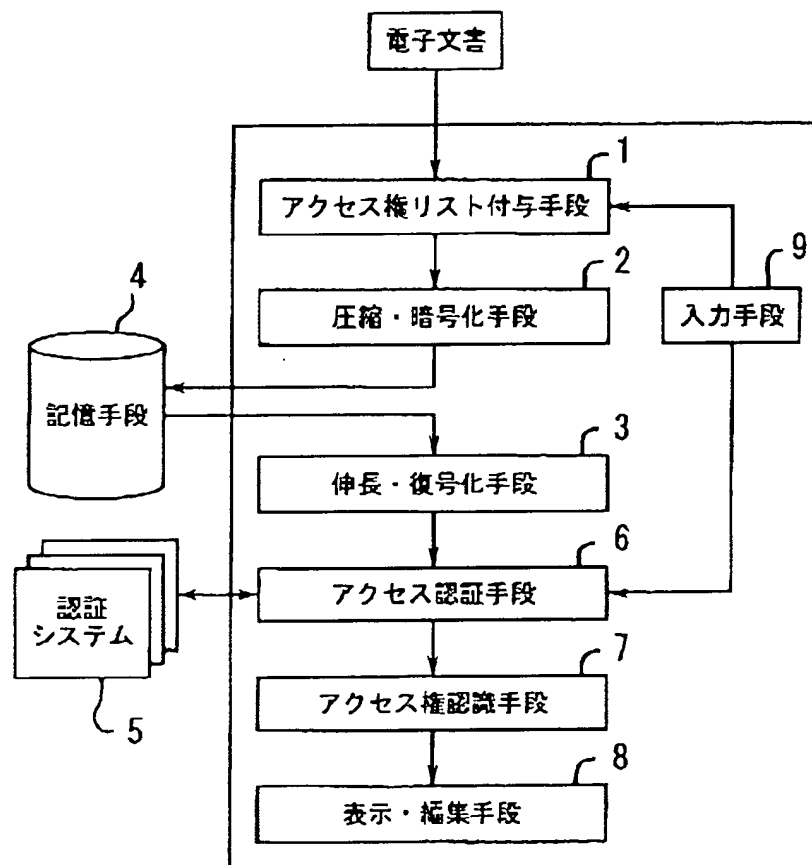 電子文書
1
アクセス権リスト付与手段
2
圧縮・暗号化手段
9
入力手段
4
記憶手段
3
伸長・復号化手段
6
アクセス認証手段
認証
システム
5
7
アクセス権認識手段
8
表示・編集手段